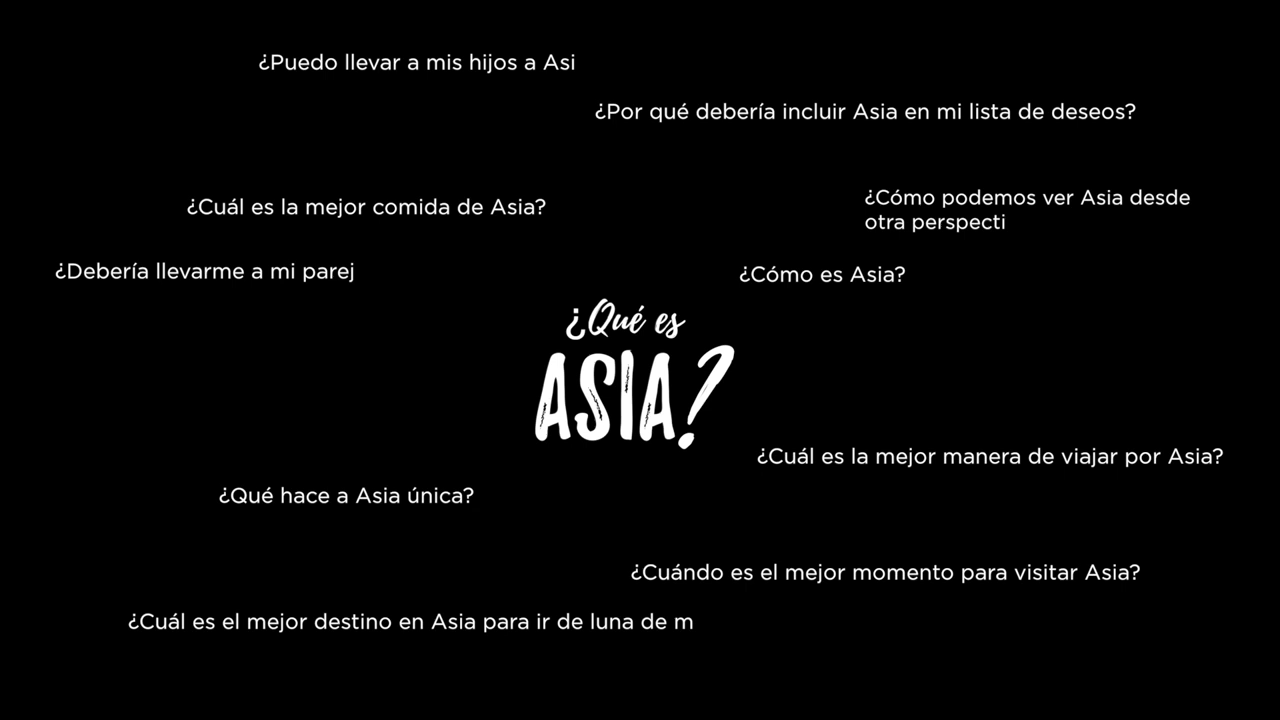 ¿Puedo llevar a mis hijos a Asi
¿Por qué debería incluir Asia en mi lista de deseos?
¿Cuál es la mejor comida de Asia?
¿Cómo podemos ver Asia desde
otra perspecti
¿Debería llevarme a mi parej
¿Cómo es Asia?
¿Qué es
ASIA?
¿Cuál es la mejor manera de viajar por Asia?
¿Qué hace a Asia única?
¿Cuándo es el mejor momento para visitar Asia?
¿Cuál es el mejor destino en Asia para ir de luna de m